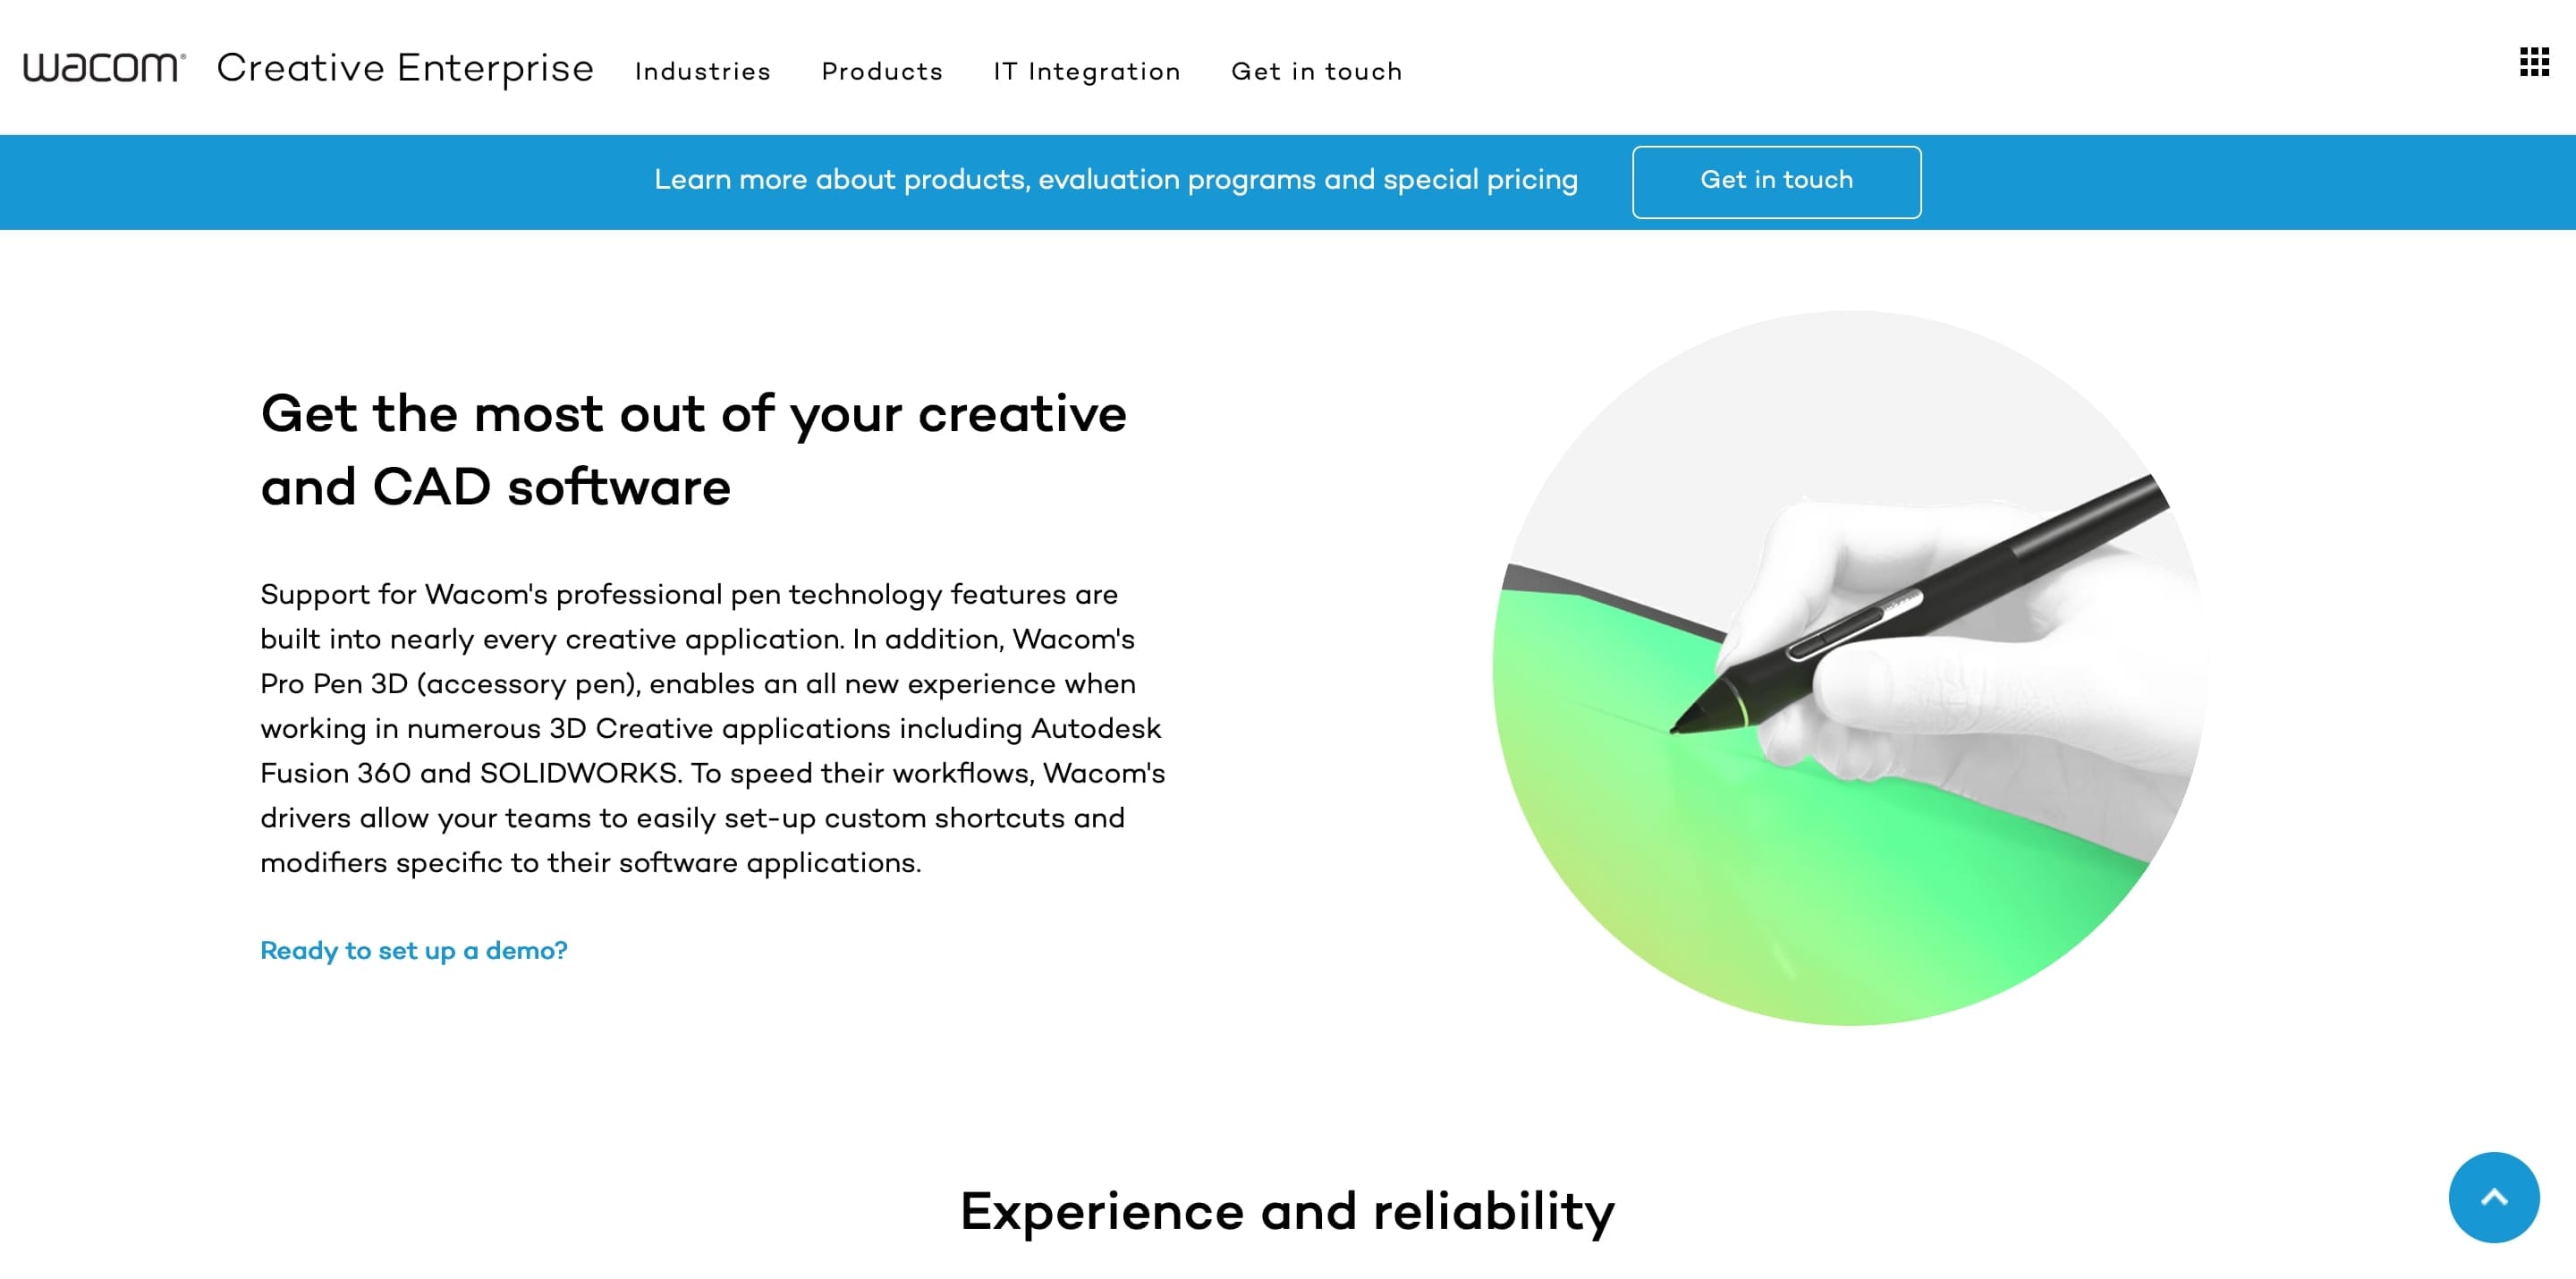 wacom® Creative Enterprise Industries Products IT Integration Get in touch
Learn more about products, evaluation programs and special pricing Get in touch
Get the most out of your creative
and CAD software
Support for Wacom's professional pen technology features are
built into nearly every creative application. In addition, Wacom's
Pro Pen 3D (accessory pen), enables an all new experience when
working in numerous 3D Creative applications including Autodesk
Fusion 360 and SOLIDWORKS. To speed their workflows, Wacom's
drivers allow your teams to easily set-up custom shortcuts and
modifiers specific to their software applications.
Ready to set up a demo?
Experience and reliability